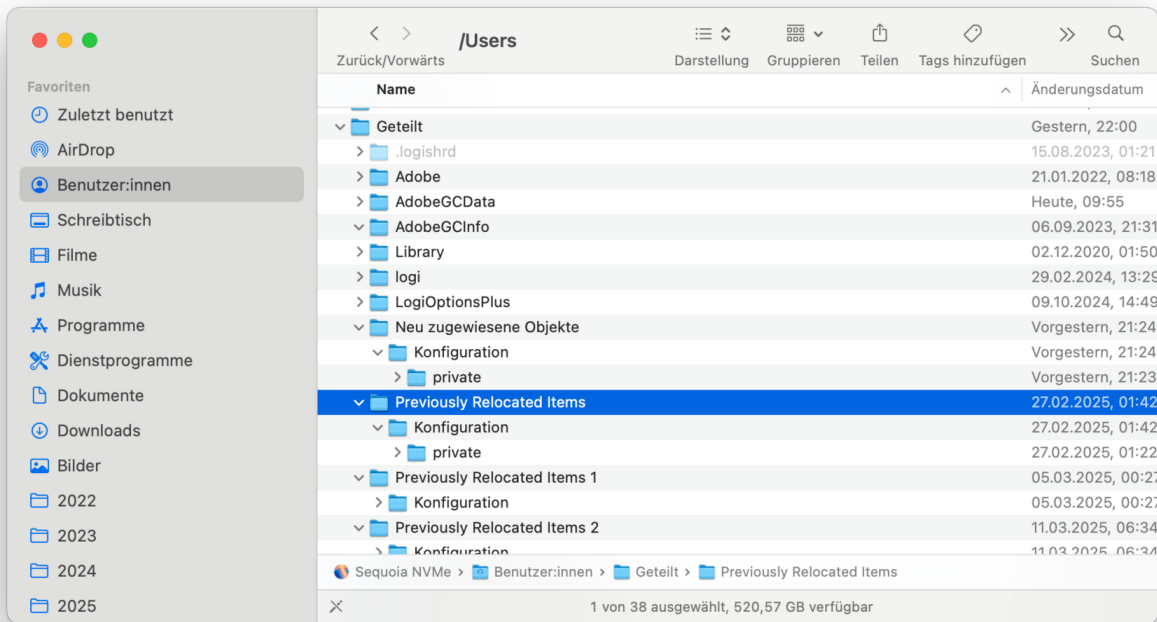 /Users
Zurück/Vorwärts
Darstellung
Gruppieren
Teilen
Tags hinzufügen
Suchen
Favoriten
Zuletzt benutzt
AirDrop
Benutzer:innen
Schreibtisch
Filme
Musik
Programme
Dienstprogramme
Dokumente
Downloads
Bilder
2022
2023
2024
2025
Name Änderungsdatum
Geteilt Gestern, 22:00
.logishrd 15.08.2023, 01:21
Adobe 21.01.2022, 08:18
AdobeGCData Heute, 09:55
AdobeGCInfo 06.09.2023, 21:31
Library 02.12.2020, 01:50
logi 29.02.2024, 13:29
LogiOptionsPlus 09.10.2024, 14:49
Neu zugewiesene Objekte Vorgestern, 21:24
Konfiguration Vorgestern, 21:24
private Vorgestern, 21:23
Previously Relocated Items 27.02.2025, 01:42
Konfiguration 27.02.2025, 01:42
private 27.02.2025, 01:22
Previously Relocated Items 1 05.03.2025, 00:27
Konfiguration 05.03.2025, 00:27
Previously Relocated Items 2 11.03.2025, 06:34
Konfiguration 11.03.2025, 06:34
Sequoia NVMe › Benutzer:innen › Geteilt › Previously Relocated Items
1 von 38 ausgewählt, 520,57 GB verfügbar